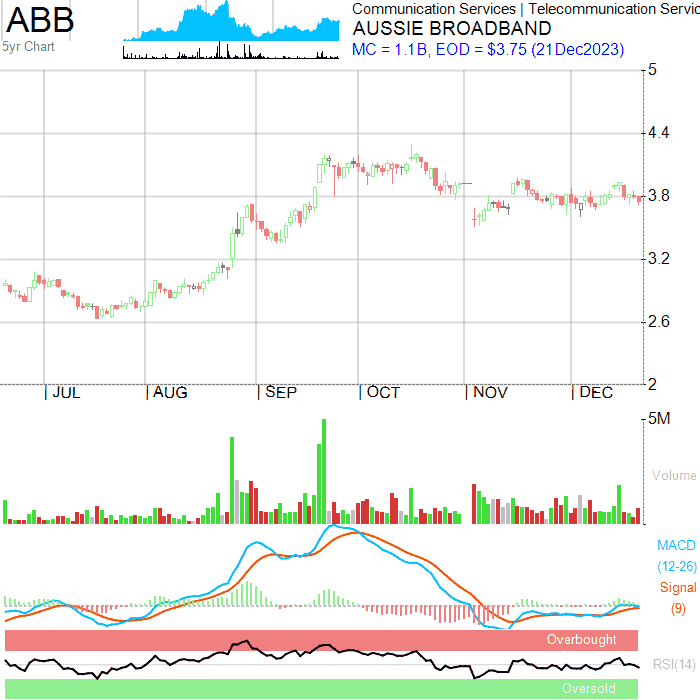 ABB
5yr Chart
Communication Services | Telecommunication Servic
AUSSIE BROADBAND
MC = 1.1B, EOD = $3.75 (21Dec2023)
5
4.4
3.8
3.2
2.6
2
| JUL | AUG | SEP | OCT | NOV | DEC
5M
Volume
MACD
(12-26)
Signal
(9)
Overbought
RSI(14)
Oversold